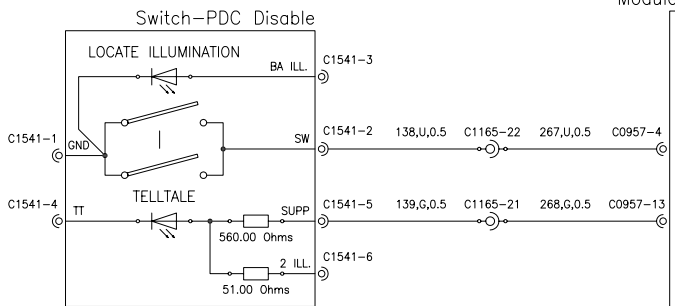 Module
Switch-PDC Disable
LOCATE ILLUMINATION
BA ILL.
C1541-3
C1541-1
GND
SW
C1541-2
138,U,0.5
C1165-22
267,U,0.5
C0957-4
C1541-4
TT
TELLTALE
SUPP
C1541-5
139,G,0.5
C1165-21
268,G,0.5
C0957-13
560.00 Ohms
2 ILL.
C1541-6
51.00 Ohms